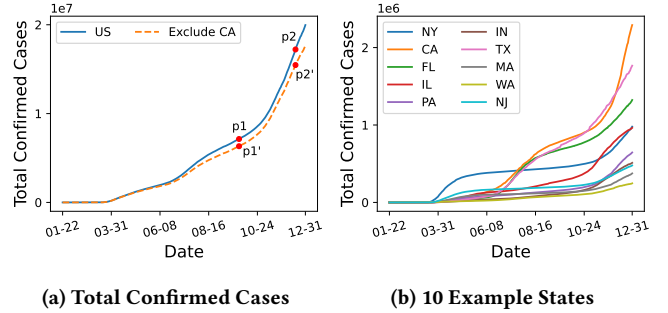 1e7
US
Exclude CA
p2
p2'
p1
p1'
2
1
0
Total Confirmed Cases
01-22
03-31
06-08
08-16
10-24
12-31
Date
(a) Total Confirmed Cases
1e6
NY
CA
FL
IL
PA
IN
TX
MA
WA
NJ
2
1
0
Total Confirmed Cases
01-22
03-31
06-08
08-16
10-24
12-31
Date
(b) 10 Example States